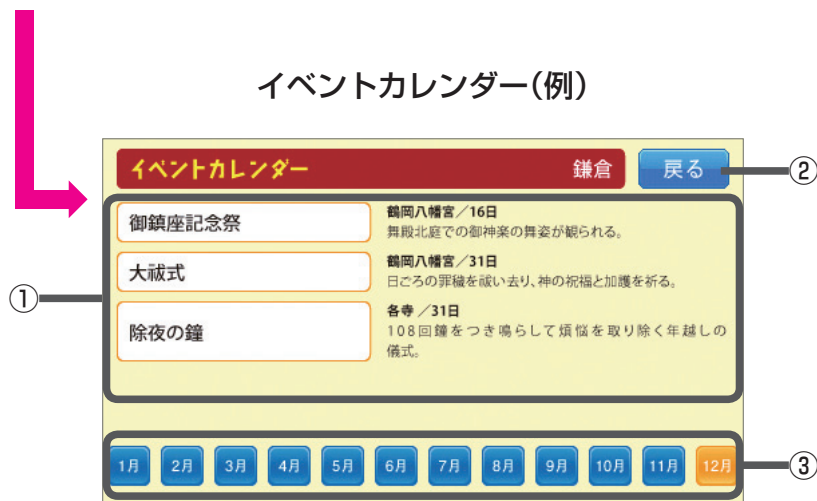 イベントカレンダー（例）
イベントカレンダー 鎌倉 戻る ②
①
御鎮座記念祭
鶴岡八幡宮／16日
舞殿北庭での御神楽の舞姿が観られる。
大祓式
鶴岡八幡宮／31日
日ごろの罪穢を祓い去り、神の祝福と加護を祈る。
除夜の鐘
各寺／31日
108回鐘をつき鳴らして煩悩を取り除く年越しの
儀式。
1月 2月 3月 4月 5月 6月 7月 8月 9月 10月 11月 12月 ③